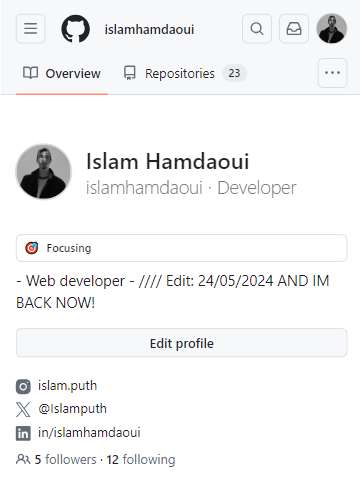 islamhamdaoui
Overview
Repositories 23
Islam Hamdaoui
islamhamdaoui · Developer
Focusing
- Web developer - //// Edit: 24/05/2024 AND IM
BACK NOW!
Edit profile
islam.puth
@Islamputh
in/islamhamdaoui
5 followers · 12 following